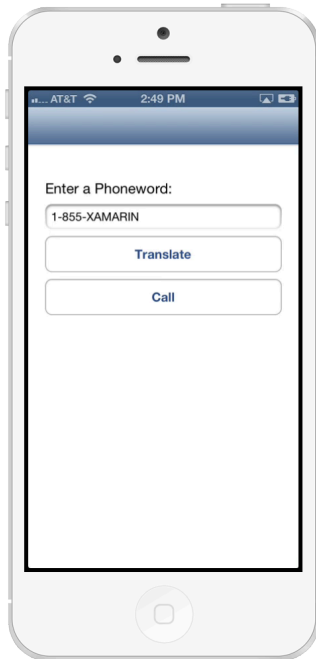 ... AT&T 2:49 PM
Enter a Phoneword:
1-855-XAMARIN
Translate
Call